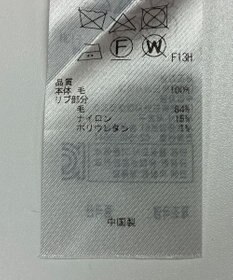 F
W
F13H
品質
本体 毛 100%
リブ部分
毛 84%
ナイロン 15%
ポリウレタン 1%
中国製